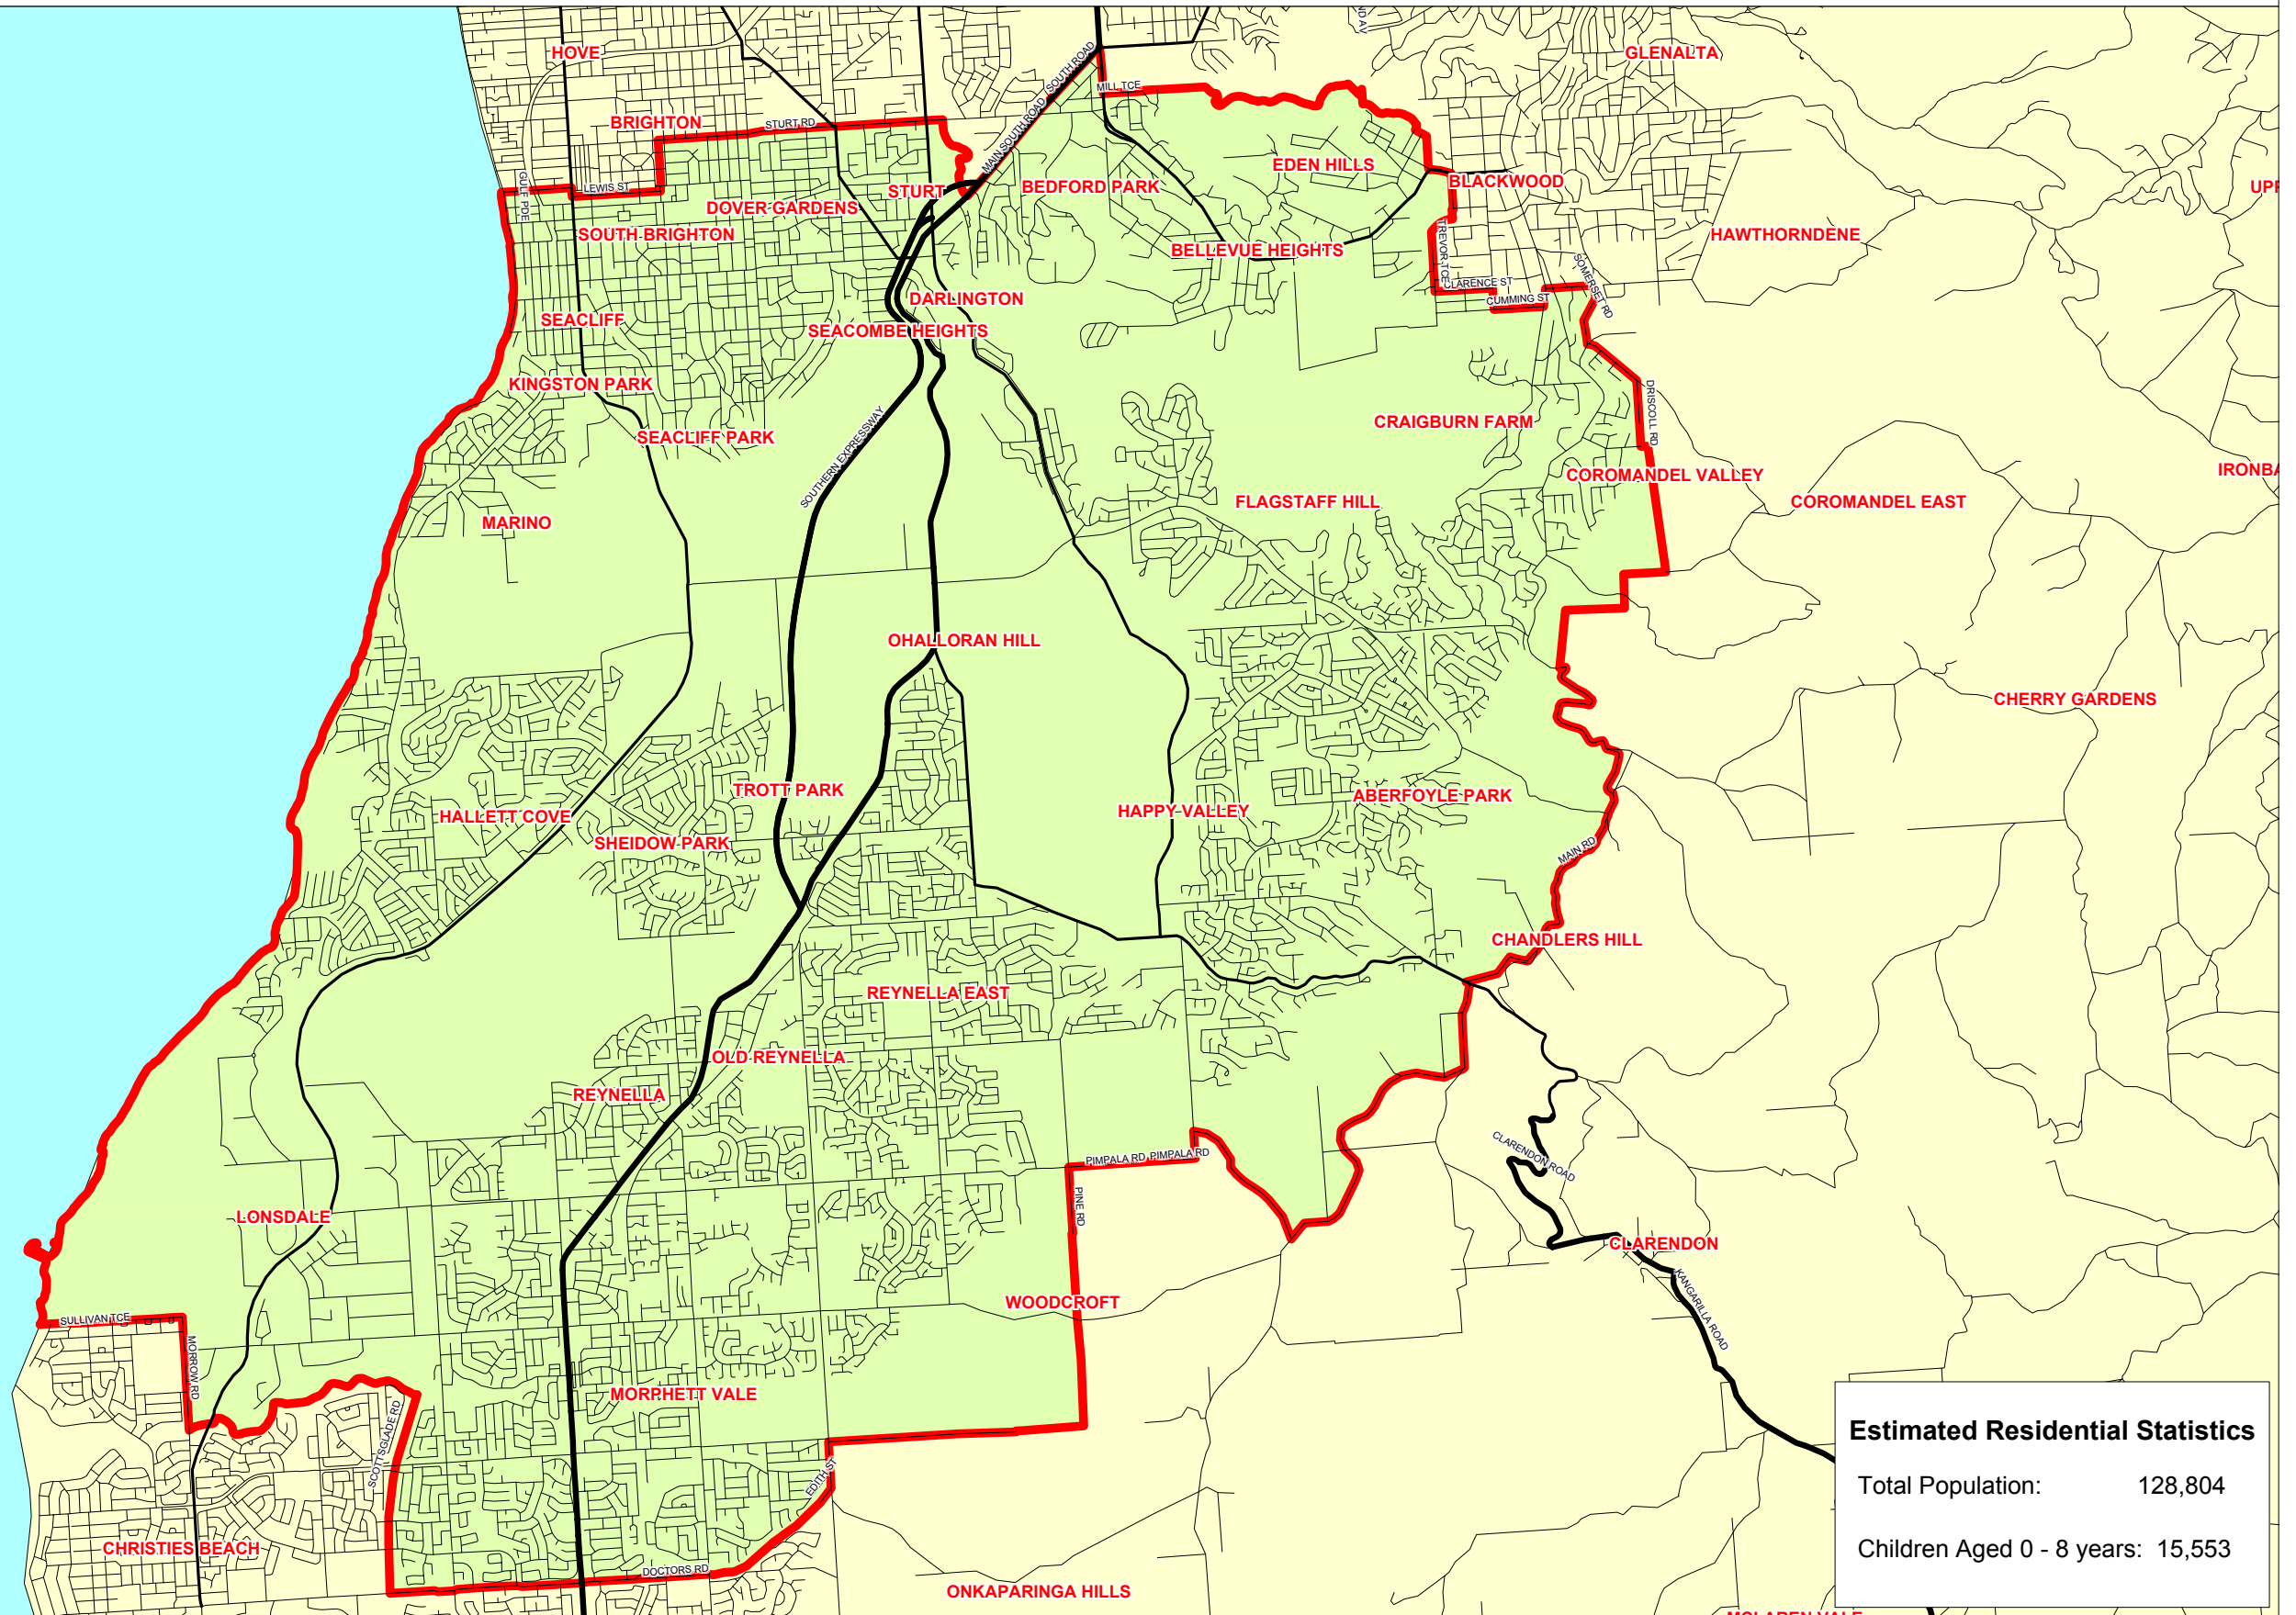 HOVE
ND AV
GLENALTA
MAIN SOUTH ROAD
SOUTH ROAD
MILL TCE
BRIGHTON
STURT RD
EDEN HILLS
BLACKWOOD
UPP
GULF PDE
LEWIS ST
STURT
BEDFORD PARK
DOVER GARDENS
SOUTH BRIGHTON
BELLEVUE HEIGHTS
TREVOR TCE
HAWTHORNDENE
CLARENCE ST
CUMMING ST
SOMERSET RD
DARLINGTON
SEACLIFF
SEACOMBE HEIGHTS
KINGSTON PARK
DRISCOLL RD
SEACLIFF PARK
SOUTHERN EXPRESSWAY
CRAIGBURN FARM
COROMANDEL VALLEY
IRONBA
MARINO
FLAGSTAFF HILL
COROMANDEL EAST
OHALLORAN HILL
CHERRY GARDENS
TROTT PARK
ABERFOYLE PARK
HALLETT COVE
HAPPY VALLEY
SHEIDOW PARK
MAIN RD
CHANDLERS HILL
REYNELLA EAST
OLD REYNELLA
REYNELLA
PIMPALA RD PIMPALA RD
CLARENDON ROAD
PINE RD
LONSDALE
CLARENDON
WOODCROFT
KANGARILLA ROAD
SULLIVAN TCE
MORROW RD
MORPHETT VALE
SCOTTSGLADE RD
EDITH ST
Estimated Residential Statistics
Total Population: 128,804
Children Aged 0 - 8 years: 15,553
CHRISTIES BEACH
DOCTORS RD
ONKAPARINGA HILLS
MCLAREN VALE